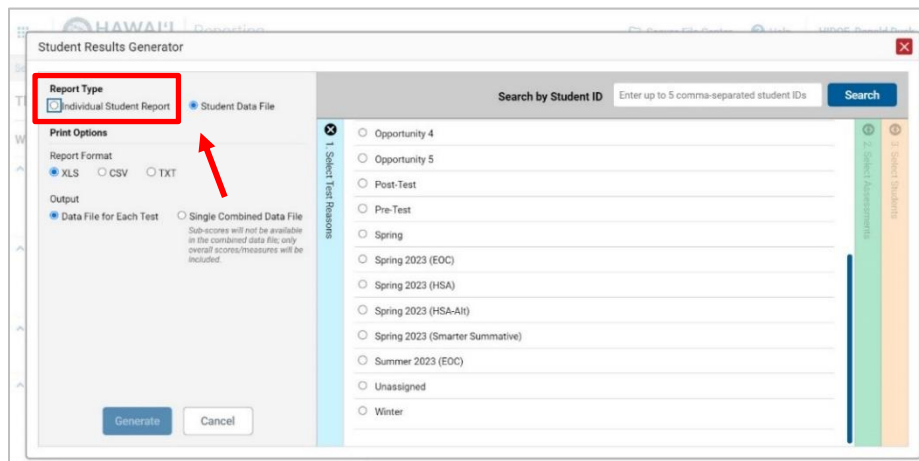 HAWAI'I Reporting
Help
Student Results Generator
Report Type
Individual Student Report
Student Data File
Search by Student ID
Enter up to 5 comma-separated student IDs
Search
Print Options
Report Format
XLS
CSV
TXT
Output
Data File for Each Test
Single Combined Data File
Sub-scores will not be available
in the combined data file; only
overall scores/measures will be
included.
Generate
Cancel
1. Select Test Reasons
Opportunity 4
Opportunity 5
Post-Test
Pre-Test
Spring
Spring 2023 (EOC)
Spring 2023 (HSA)
Spring 2023 (HSA-Alt)
Spring 2023 (Smarter Summative)
Summer 2023 (EOC)
Unassigned
Winter
2. Select Assessments
3. Select Students